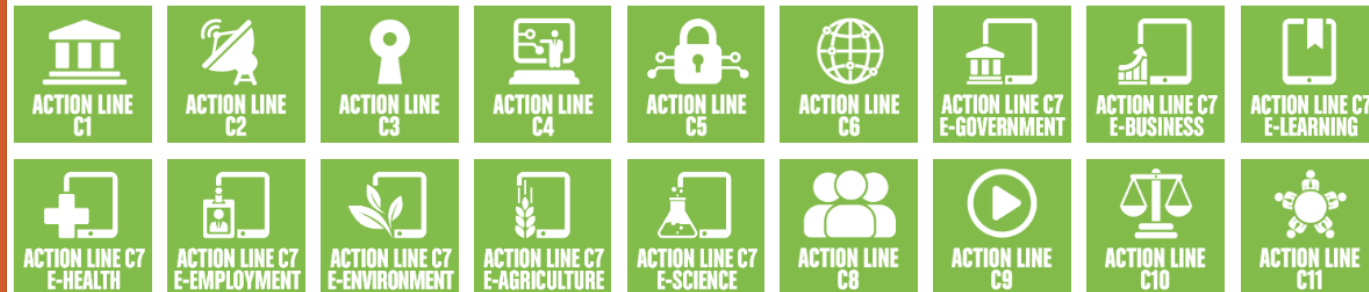 ACTION LINE
C1
ACTION LINE
C2
ACTION LINE
C3
ACTION LINE
C4
ACTION LINE
C5
ACTION LINE
C6
ACTION LINE C7
E-GOVERNMENT
ACTION LINE C7
E-BUSINESS
ACTION LINE C7
E-LEARNING
ACTION LINE C7
E-HEALTH
ACTION LINE C7
E-EMPLOYMENT
ACTION LINE C7
E-ENVIRONMENT
ACTION LINE C7
E-AGRICULTURE
ACTION LINE C7
E-SCIENCE
ACTION LINE
C8
ACTION LINE
C9
ACTION LINE
C10
ACTION LINE
C11